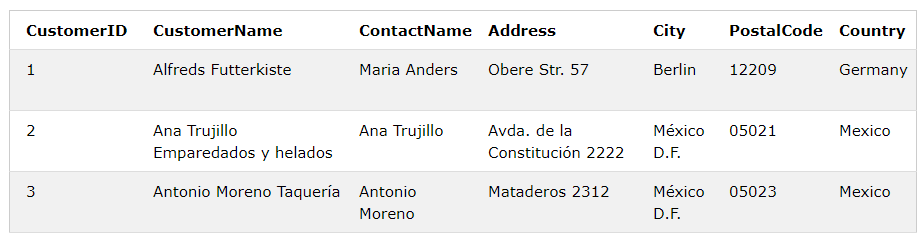 CustomerID CustomerName ContactName Address City PostalCode Country
1 Alfreds Futterkiste Maria Anders Obere Str. 57 Berlin 12209 Germany
2 Ana Trujillo Ana Trujillo Avda. de la México 05021 Mexico
Emparedados y helados Constitución 2222 D.F.
3 Antonio Moreno Taquería Antonio Mataderos 2312 México 05023 Mexico
Moreno D.F.